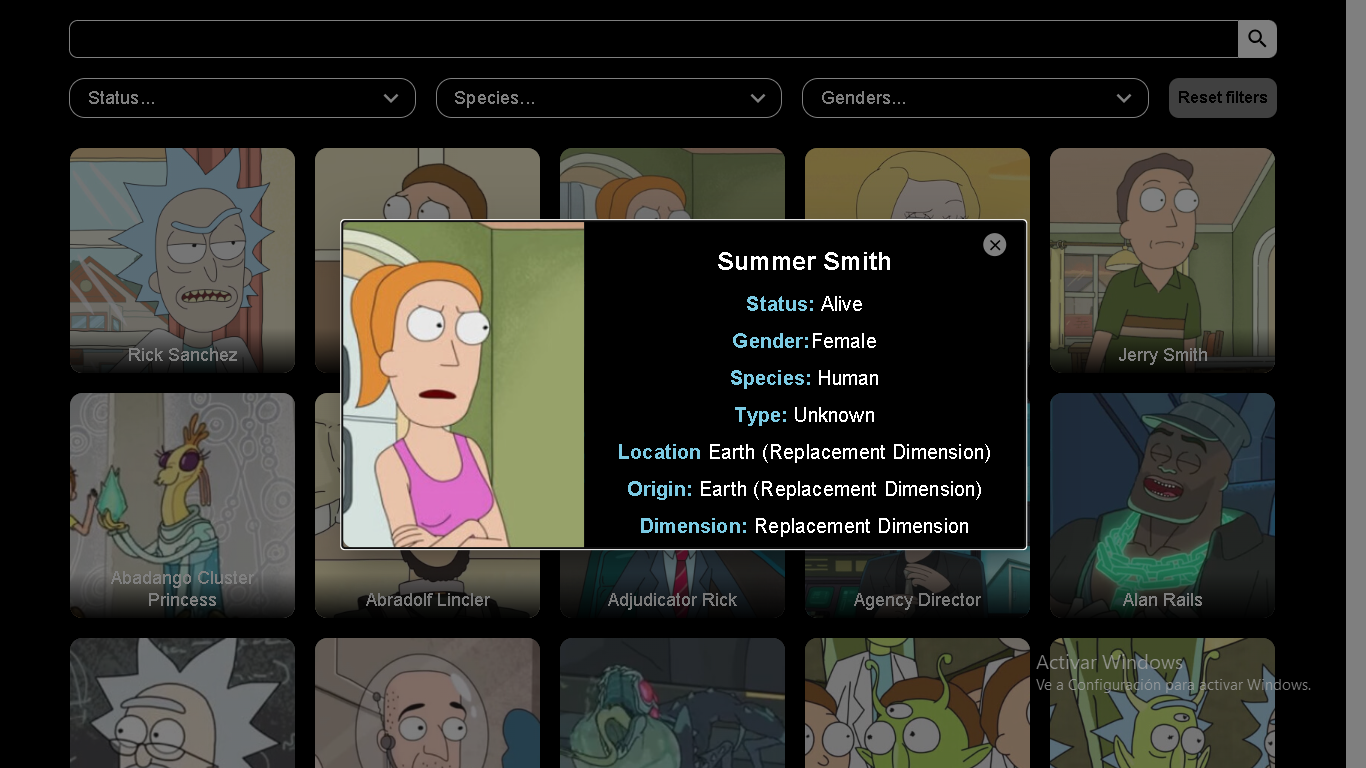 Status...
Species...
Genders...
Reset filters
Summer Smith
Status: Alive
Gender:Female
Species: Human
Type: Unknown
Location Earth (Replacement Dimension)
Origin: Earth (Replacement Dimension)
Dimension: Replacement Dimension
Rick Sanchez
Jerry Smith
Abadango Cluster
Princess
Abradolf Lincler
Adjudicator Rick
Agency Director
Alan Rails
Activar Windows
Ve a Configuración para activar Windows.